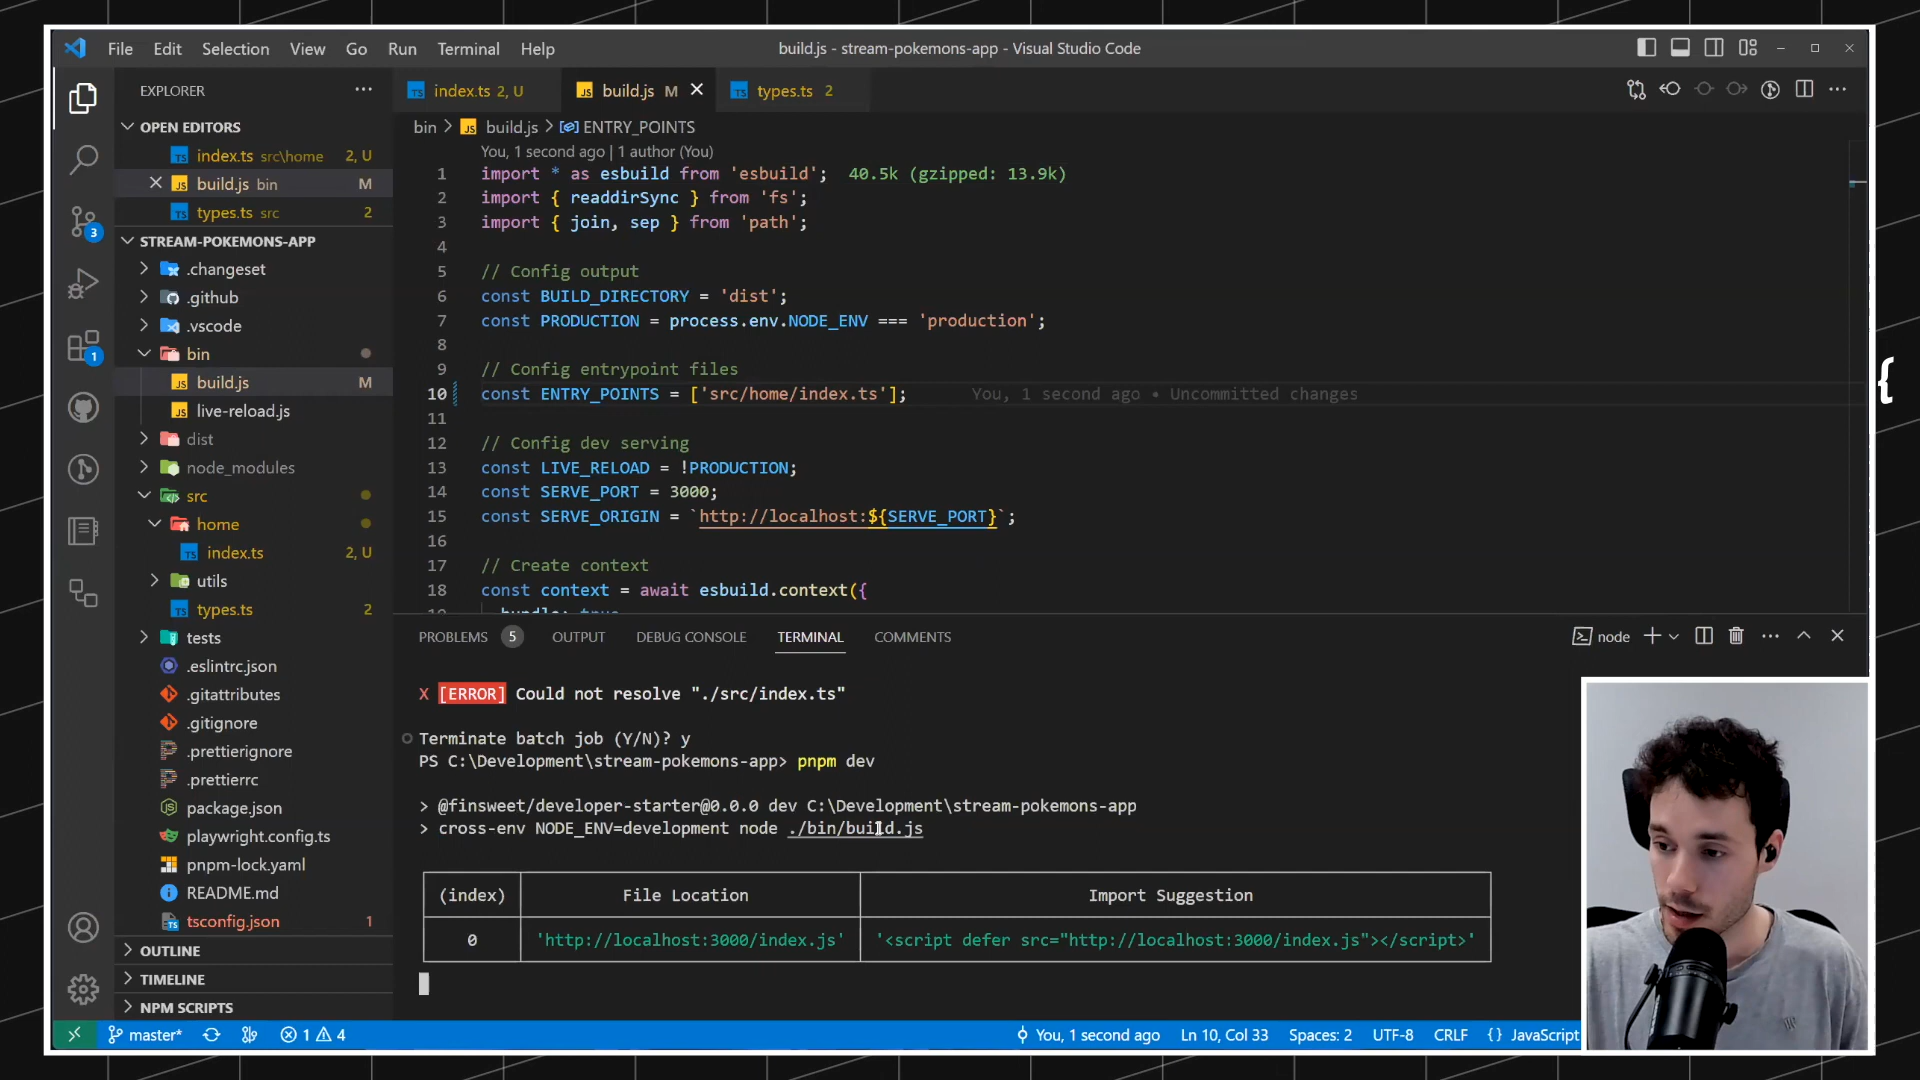 File Edit Selection View Go Run Terminal Help
build.js - stream-pokemons-app - Visual Studio Code
EXPLORER
OPEN EDITORS
index.ts src\home 2, U
build.js bin M
types.ts src 2
STREAM-POKEMONS-APP
.changeset
.github
.vscode
bin
build.js M
live-reload.js
dist
node_modules
src
home
index.ts 2, U
utils
types.ts 2
tests
.eslintrc.json
.gitattributes
.gitignore
.prettierignore
.prettierrc
package.json
playwright.config.ts
pnpm-lock.yaml
README.md
tsconfig.json 1
OUTLINE
TIMELINE
NPM SCRIPTS
3
1
index.ts 2, U
build.js M
types.ts 2
bin > build.js > ENTRY_POINTS
You, 1 second ago | 1 author (You)
1 import * as esbuild from 'esbuild'; 40.5k (gzipped: 13.9k)
2 import { readdirSync } from 'fs';
3 import { join, sep } from 'path';
4
5 // Config output
6 const BUILD_DIRECTORY = 'dist';
7 const PRODUCTION = process.env.NODE_ENV === 'production';
8
9 // Config entrypoint files
10 const ENTRY_POINTS = ['src/home/index.ts']; You, 1 second ago • Uncommitted changes
11
12 // Config dev serving
13 const LIVE_RELOAD = !PRODUCTION;
14 const SERVE_PORT = 3000;
15 const SERVE_ORIGIN = `http://localhost:${SERVE_PORT}`;
16
17 // Create context
18 const context = await esbuild.context({
{
PROBLEMS 5 OUTPUT DEBUG CONSOLE TERMINAL COMMENTS
node
X [ERROR] Could not resolve "./src/index.ts"
Terminate batch job (Y/N)? y
PS C:\Development\stream-pokemons-app> pnpm dev
> @finsweet/developer-starter@0.0.0 dev C:\Development\stream-pokemons-app
> cross-env NODE_ENV=development node ./bin/build.js
(index) File Location Import Suggestion
0 'http://localhost:3000/index.js' '<script defer src="http://localhost:3000/index.js"></script>'
master* 1 4
You, 1 second ago Ln 10, Col 33 Spaces: 2 UTF-8 CRLF {} JavaScript